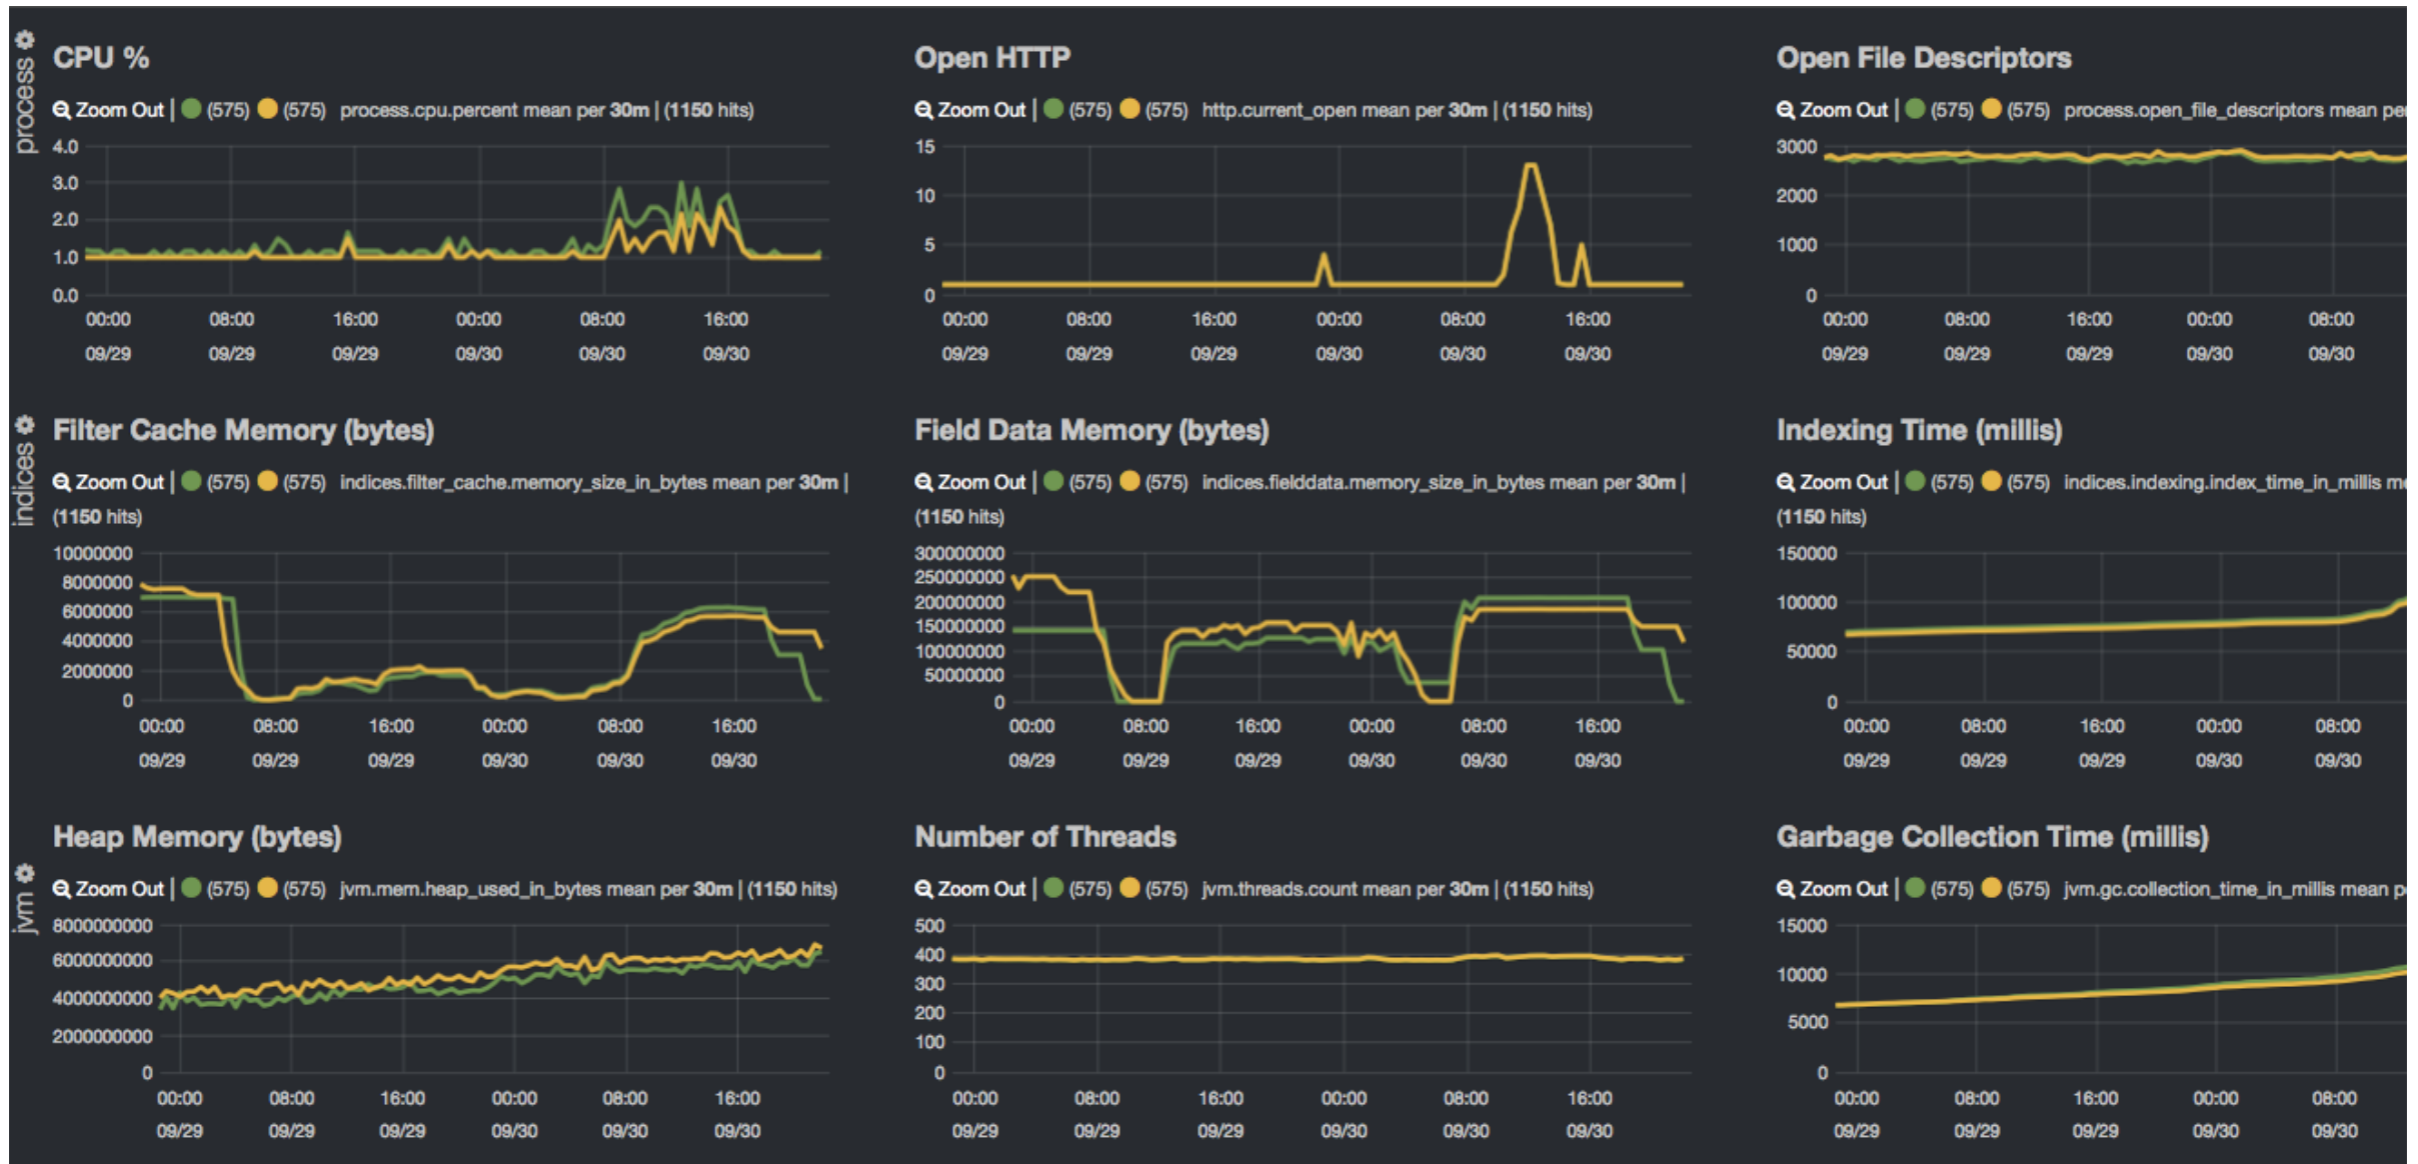 process
CPU %
Zoom Out | (575) (575) process.cpu.percent mean per 30m | (1150 hits)
4.0
3.0
2.0
1.0
0.0
00:00 08:00 16:00 00:00 08:00 16:00
09/29 09/29 09/29 09/30 09/30 09/30
Open HTTP
Zoom Out | (575) (575) http.current_open mean per 30m | (1150 hits)
15
10
5
0
00:00 08:00 16:00 00:00 08:00 16:00
09/29 09/29 09/29 09/30 09/30 09/30
Open File Descriptors
Zoom Out | (575) (575) process.open_file_descriptors mean pe
3000
2000
1000
0
00:00 08:00 16:00 00:00 08:00
09/29 09/29 09/29 09/30 09/30
indices
Filter Cache Memory (bytes)
Zoom Out | (575) (575) indices.filter_cache.memory_size_in_bytes mean per 30m |
(1150 hits)
10000000
8000000
6000000
4000000
2000000
0
00:00 08:00 16:00 00:00 08:00 16:00
09/29 09/29 09/29 09/30 09/30 09/30
Field Data Memory (bytes)
Zoom Out | (575) (575) indices.fielddata.memory_size_in_bytes mean per 30m |
(1150 hits)
300000000
250000000
200000000
150000000
100000000
50000000
0
00:00 08:00 16:00 00:00 08:00 16:00
09/29 09/29 09/29 09/30 09/30 09/30
Indexing Time (millis)
Zoom Out | (575) (575) indices.indexing.index_time_in_millis m
(1150 hits)
150000
100000
50000
0
00:00 08:00 16:00 00:00 08:00
09/29 09/29 09/29 09/30 09/30
jvm
Heap Memory (bytes)
Zoom Out | (575) (575) jvm.mem.heap_used_in_bytes mean per 30m | (1150 hits)
8000000000
6000000000
4000000000
2000000000
0
00:00 08:00 16:00 00:00 08:00 16:00
09/29 09/29 09/29 09/30 09/30 09/30
Number of Threads
Zoom Out | (575) (575) jvm.threads.count mean per 30m | (1150 hits)
500
400
300
200
100
0
00:00 08:00 16:00 00:00 08:00 16:00
09/29 09/29 09/29 09/30 09/30 09/30
Garbage Collection Time (millis)
Zoom Out | (575) (575) jvm.gc.collection_time_in_millis mean p
15000
10000
5000
0
00:00 08:00 16:00 00:00 08:00
09/29 09/29 09/29 09/30 09/30